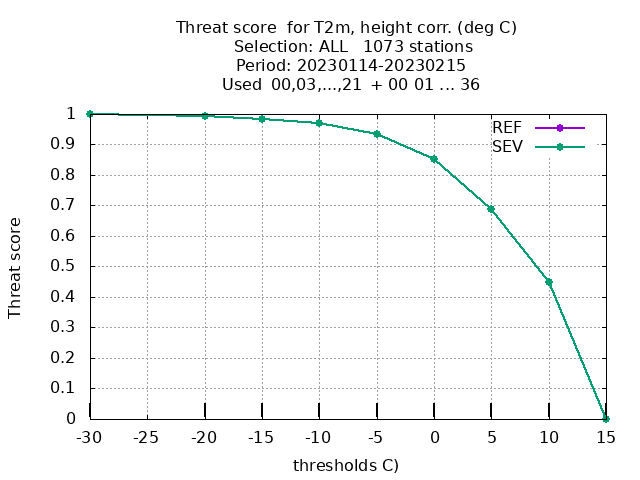 Threat score  for T2m, height corr. (deg C)
Selection: ALL   1073 stations
Period: 20230114-20230215
Used  00,03,...,21  + 00 01 ... 36
REF
SEV
1
0.9
0.8
0.7
0.6
0.5
0.4
0.3
0.2
0.1
0
Threat score
-30 -25 -20 -15 -10 -5 0 5 10 15
thresholds C)